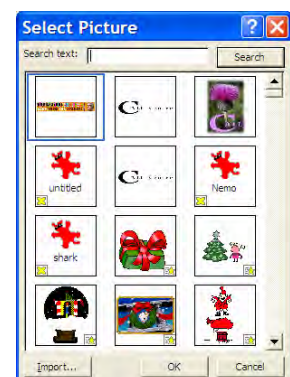 Select Picture
Search text:
Search
untitled
Nemo
shark
Import...
OK
Cancel